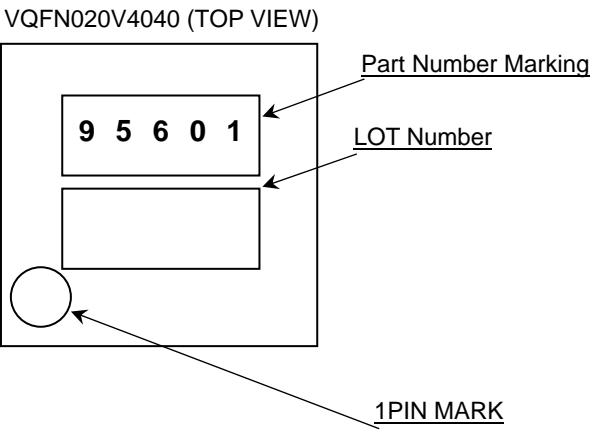 VQFN020V4040 (TOP VIEW)
Part Number Marking
9 5 6 0 1
LOT Number
1PIN MARK